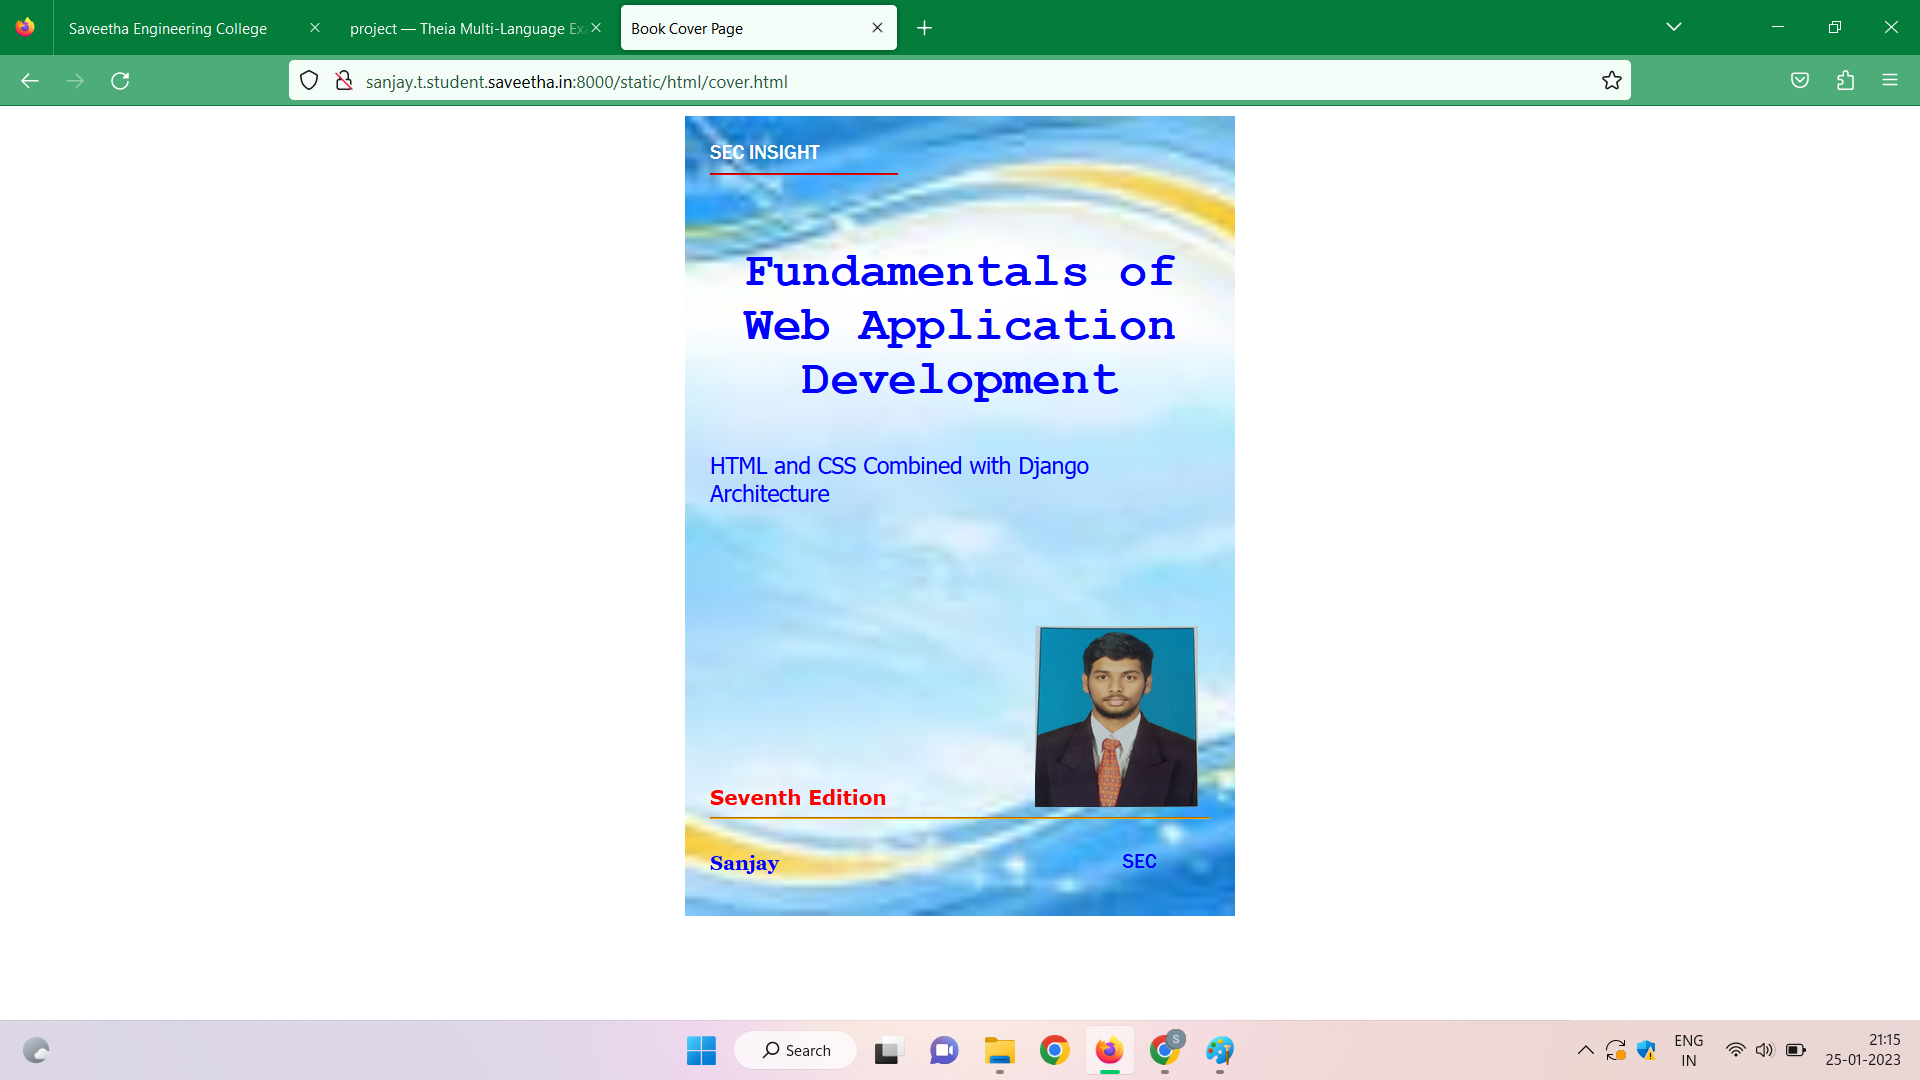 Saveetha Engineering College
project — Theia Multi-Language Ex
Book Cover Page
sanjay.t.student.saveetha.in:8000/static/html/cover.html
SEC INSIGHT
Fundamentals of
Web Application
Development
HTML and CSS Combined with Django
Architecture
Seventh Edition
Sanjay
SEC
Search
S
ENG
IN
21:15
25-01-2023